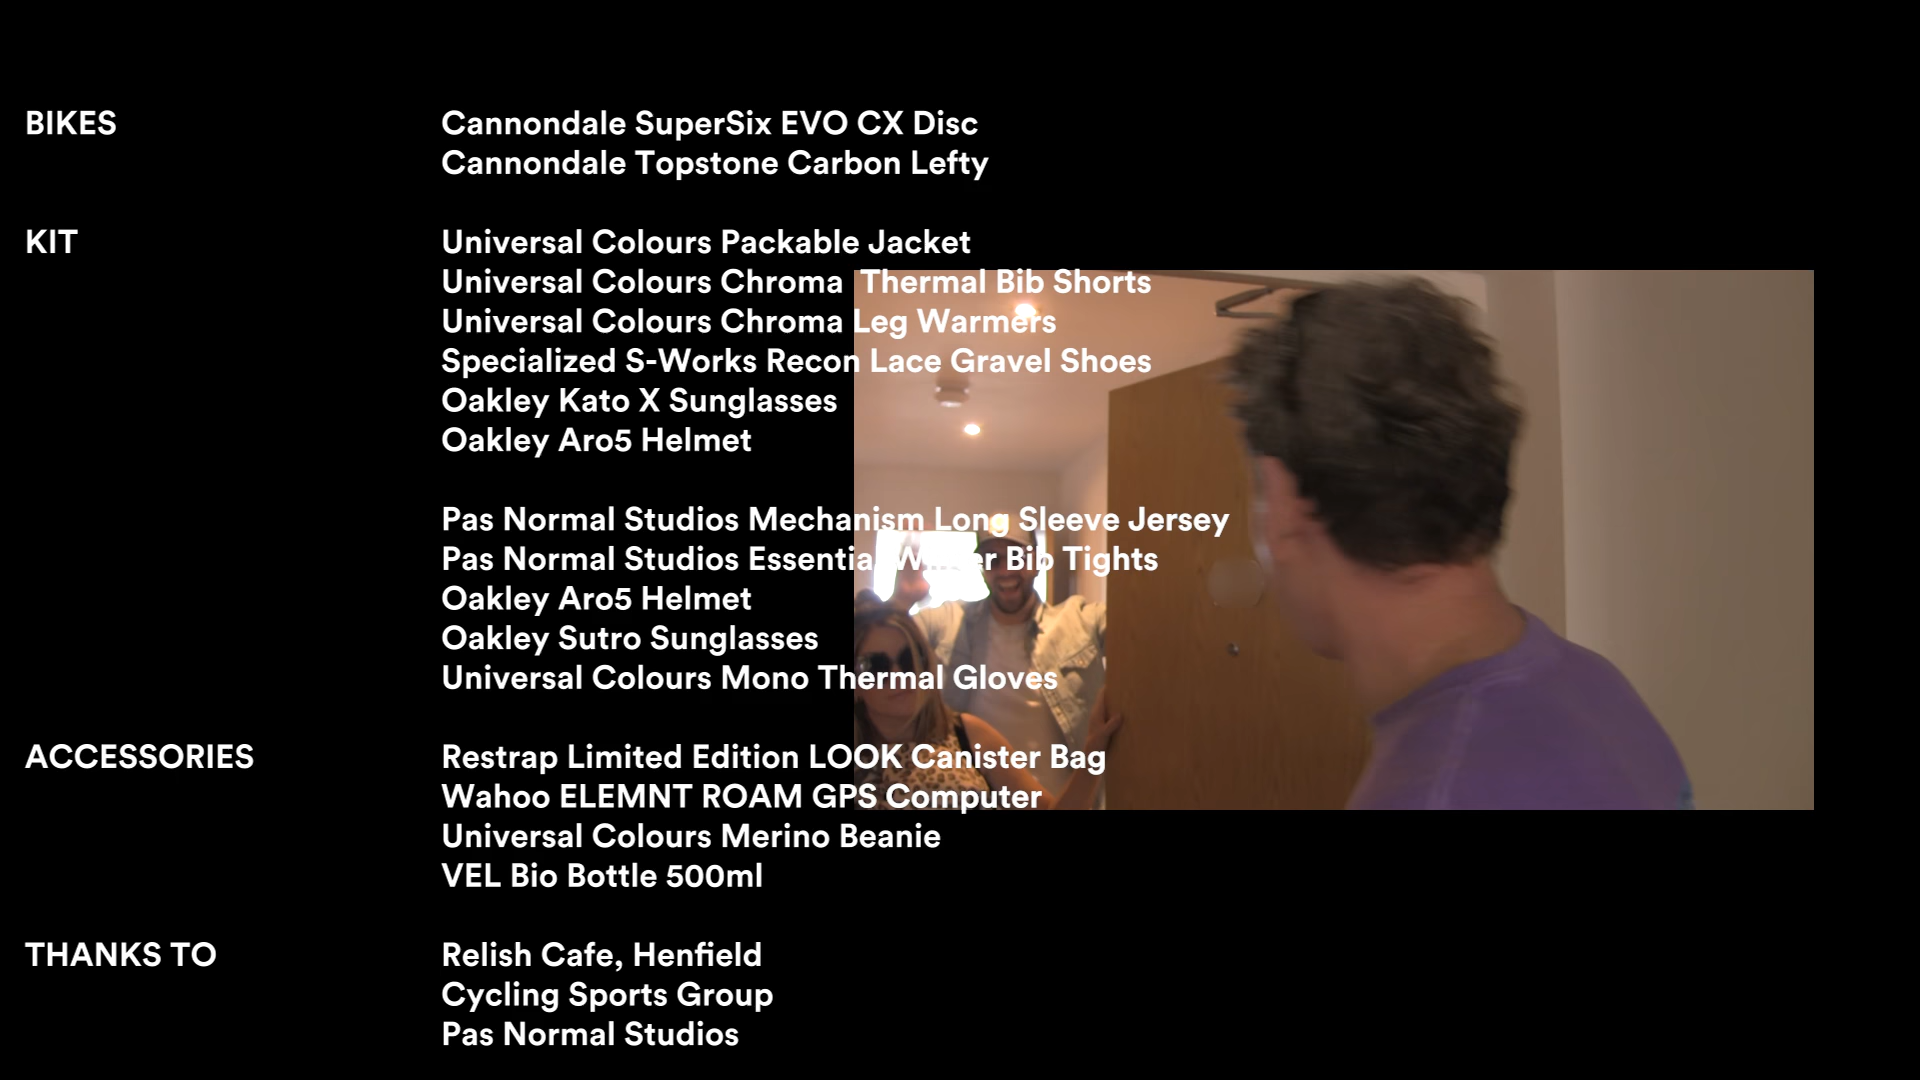 BIKES Cannondale SuperSix EVO CX Disc
Cannondale Topstone Carbon Lefty
KIT Universal Colours Packable Jacket
Universal Colours Chroma Thermal Bib Shorts
Universal Colours Chroma Leg Warmers
Specialized S-Works Recon Lace Gravel Shoes
Oakley Kato X Sunglasses
Oakley Aro5 Helmet
Pas Normal Studios Mechanism Long Sleeve Jersey
Pas Normal Studios Essential Winter Bib Tights
Oakley Aro5 Helmet
Oakley Sutro Sunglasses
Universal Colours Mono Thermal Gloves
ACCESSORIES Restrap Limited Edition LOOK Canister Bag
Wahoo ELEMNT ROAM GPS Computer
Universal Colours Merino Beanie
VEL Bio Bottle 500ml
THANKS TO Relish Cafe, Henfield
Cycling Sports Group
Pas Normal Studios